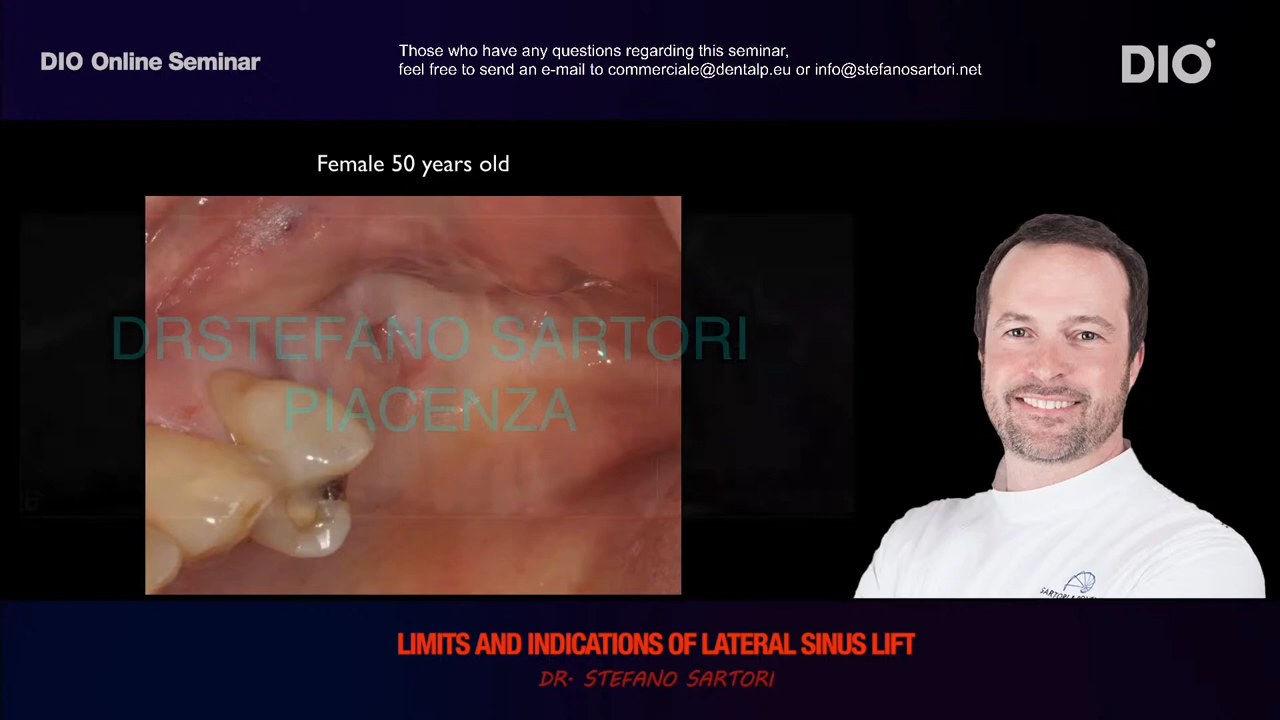 DIO Online Seminar
Those who have any questions regarding this seminar,
feel free to send an e-mail to commerciale@dentalp.eu or info@stefanosartori.net
DIO
Female 50 years old
DRSTEFANO SARTORI
PIACENZA
LIMITS AND INDICATIONS OF LATERAL SINUS LIFT
DR. STEFANO SARTORI